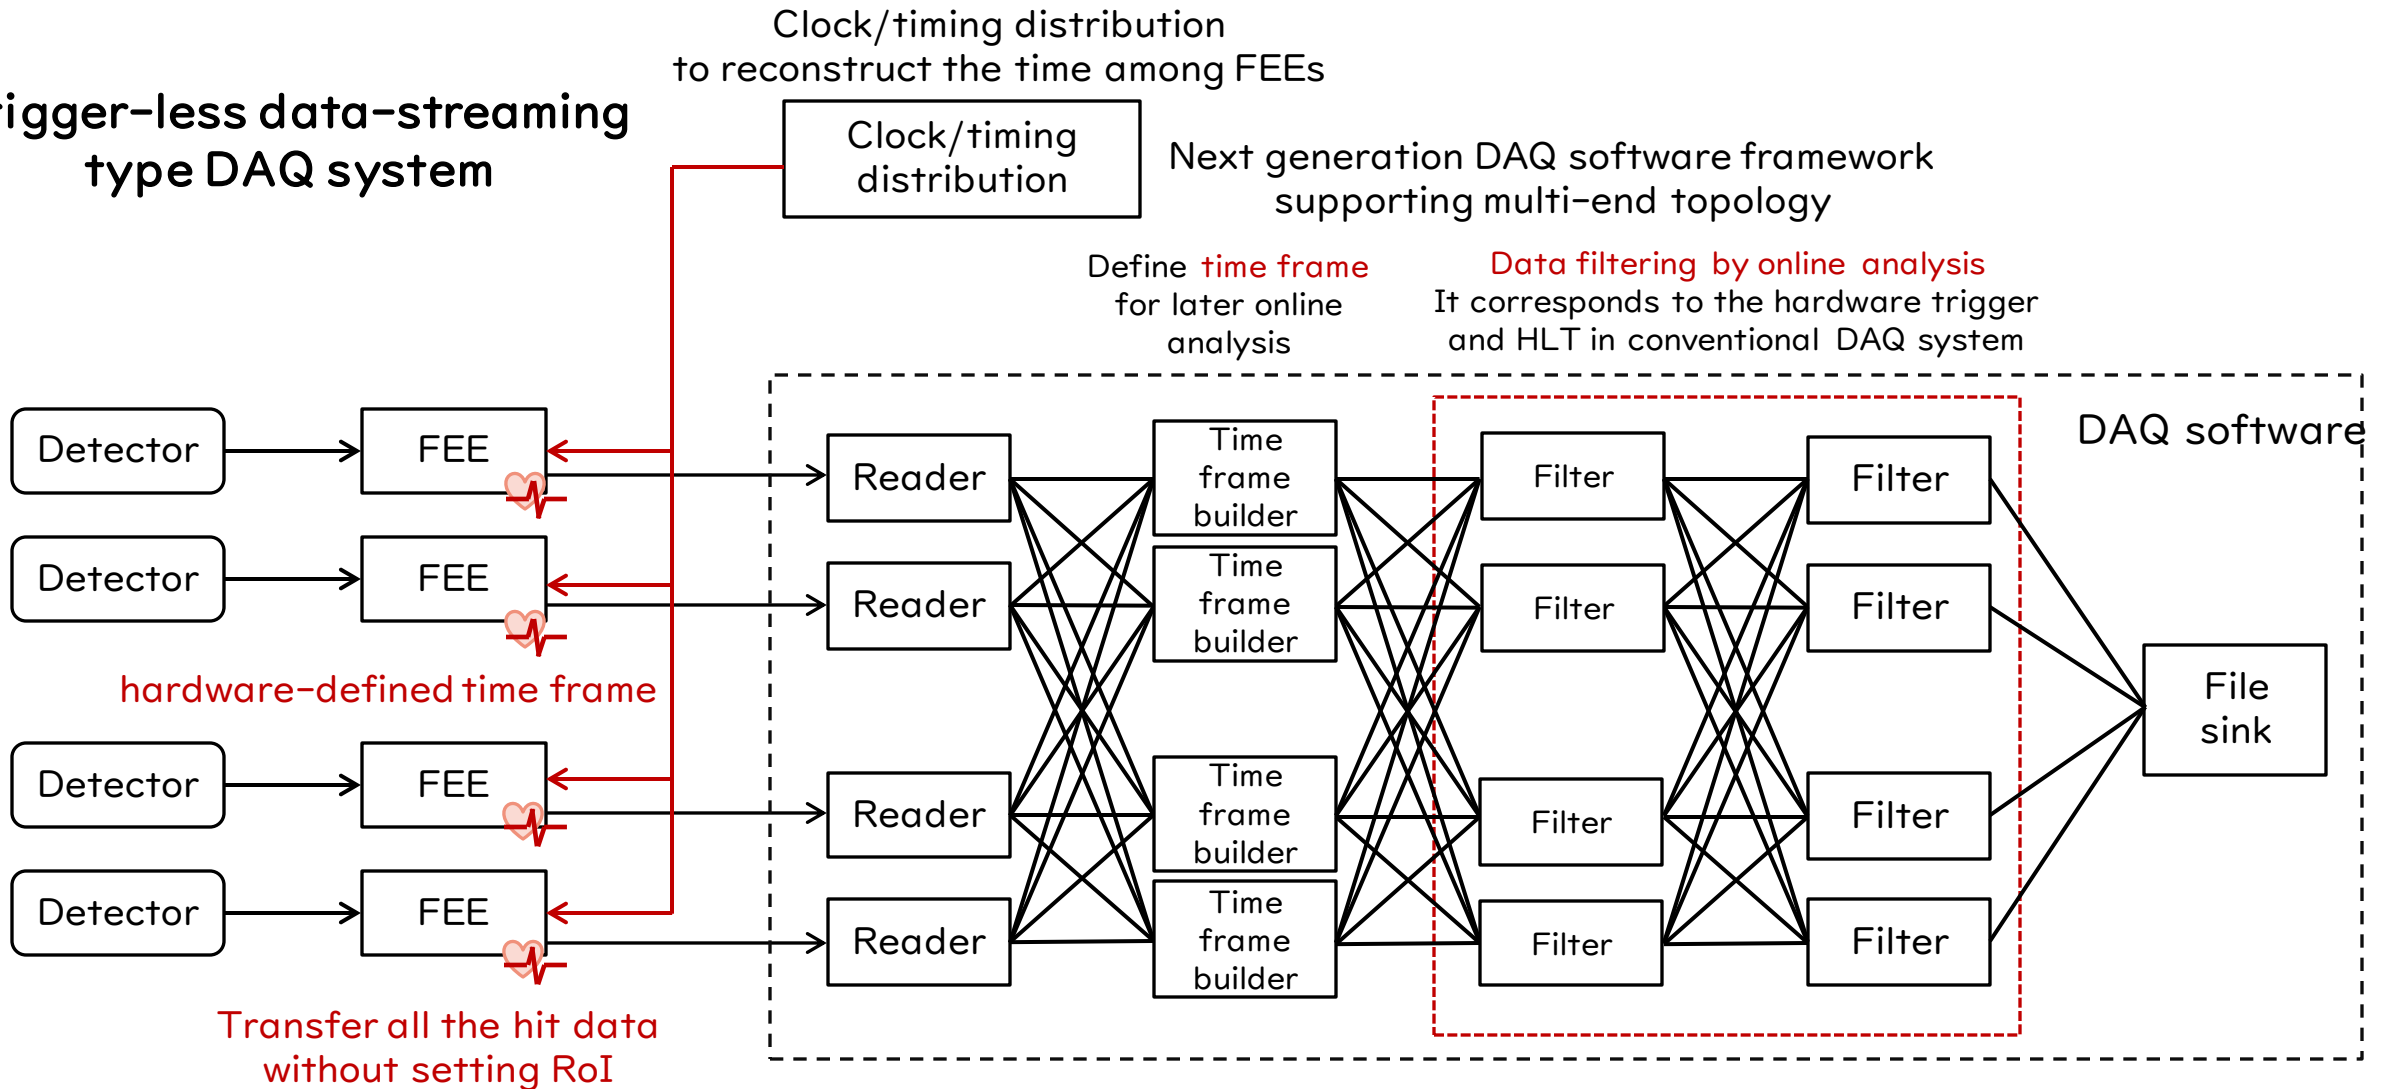 Clock/timing distribution
to reconstruct the time among FEEs
rigger-less data-streaming
type DAQ system
Clock/timing
distribution
Next generation DAQ software framework
supporting multi-end topology
Define time frame
for later online
analysis
Data filtering by online analysis
It corresponds to the hardware trigger
and HLT in conventional DAQ system
DAQ software
Detector
FEE
Reader
Time
frame
builder
Filter
Filter
Detector
FEE
Reader
Time
frame
builder
Filter
Filter
hardware-defined time frame
File
sink
Detector
FEE
Reader
Time
frame
builder
Filter
Filter
Detector
FEE
Reader
Time
frame
builder
Filter
Filter
Transfer all the hit data
without setting RoI